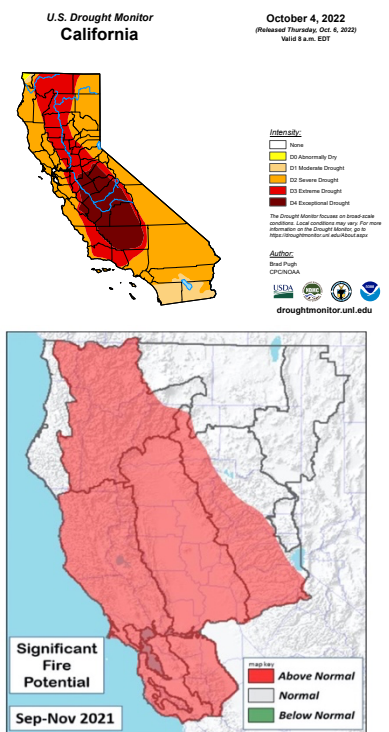 U.S. Drought Monitor
California
October 4, 2022
(Released Thursday, Oct. 6, 2022)
Valid 8 a.m. EDT
Intensity:
None
D0 Abnormally Dry
D1 Moderate Drought
D2 Severe Drought
D3 Extreme Drought
D4 Exceptional Drought
The Drought Monitor focuses on broad-scale
conditions. Local conditions may vary. For more
information on the Drought Monitor, go to
https://droughtmonitor.unl.edu/About.aspx
Author:
Brad Pugh
CPC/NOAA
USDA
NDMC
droughtmonitor.unl.edu
Significant
Fire
Potential
Sep-Nov 2021
map key
Above Normal
Normal
Below Normal